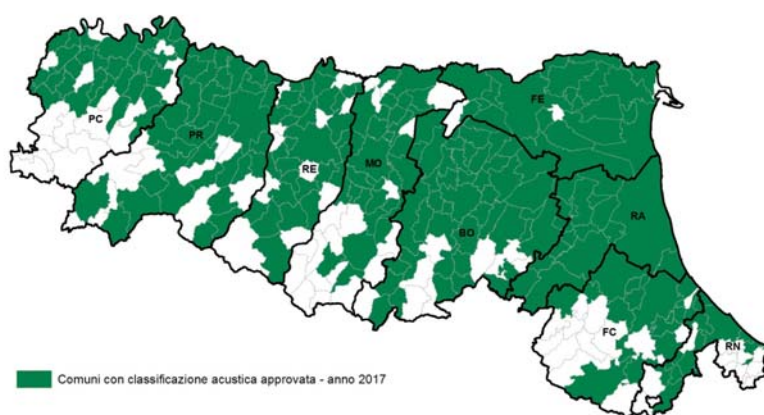 PC
PR
RE
MO
FE
BO
RA
FC
RN
Comuni con classificazione acustica approvata - anno 2017